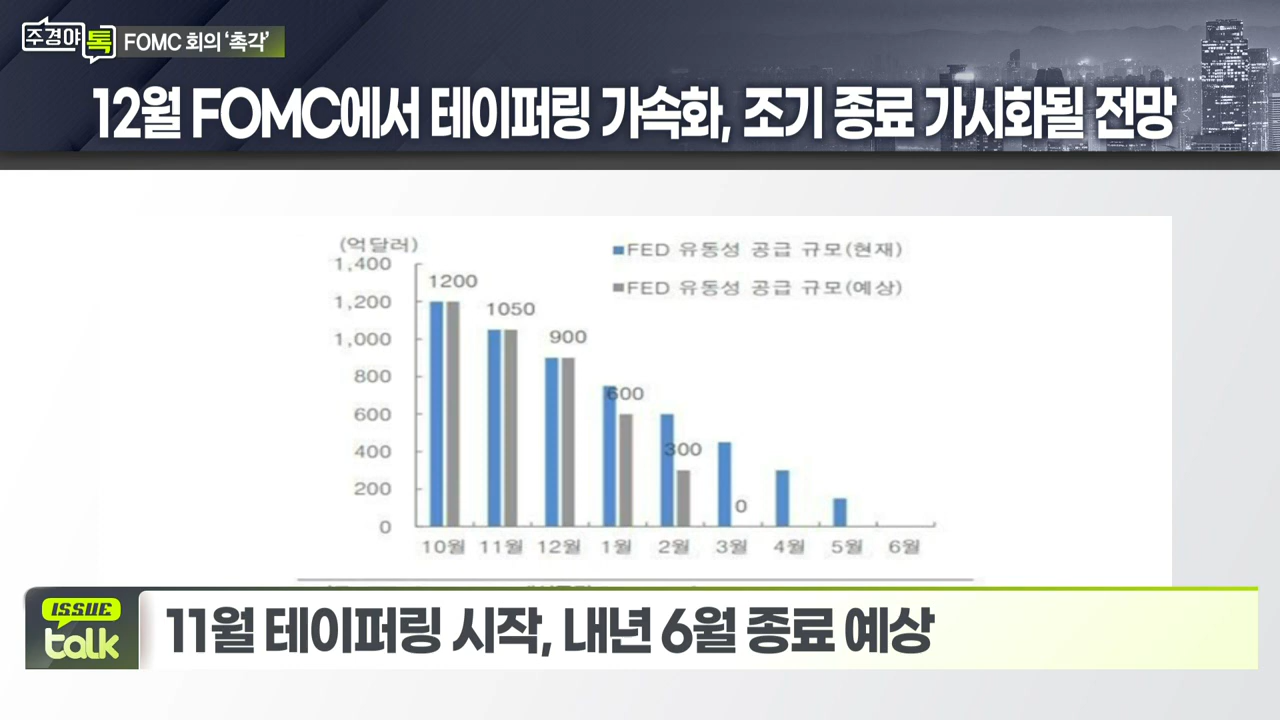 주경야톡 FOMC 회의 ‘촉각’
12월 FOMC에서 테이퍼링 가속화, 조기 종료 가시화될 전망
(억달러)
■FED 유동성 공급 규모(현재)
■FED 유동성 공급 규모(예상)
1,400
1,200
1,000
800
600
400
200
0
1200
1050
900
600
300
0
10월 11월 12월 1월 2월 3월 4월 5월 6월
ISSUE talk
11월 테이퍼링 시작, 내년 6월 종료 예상